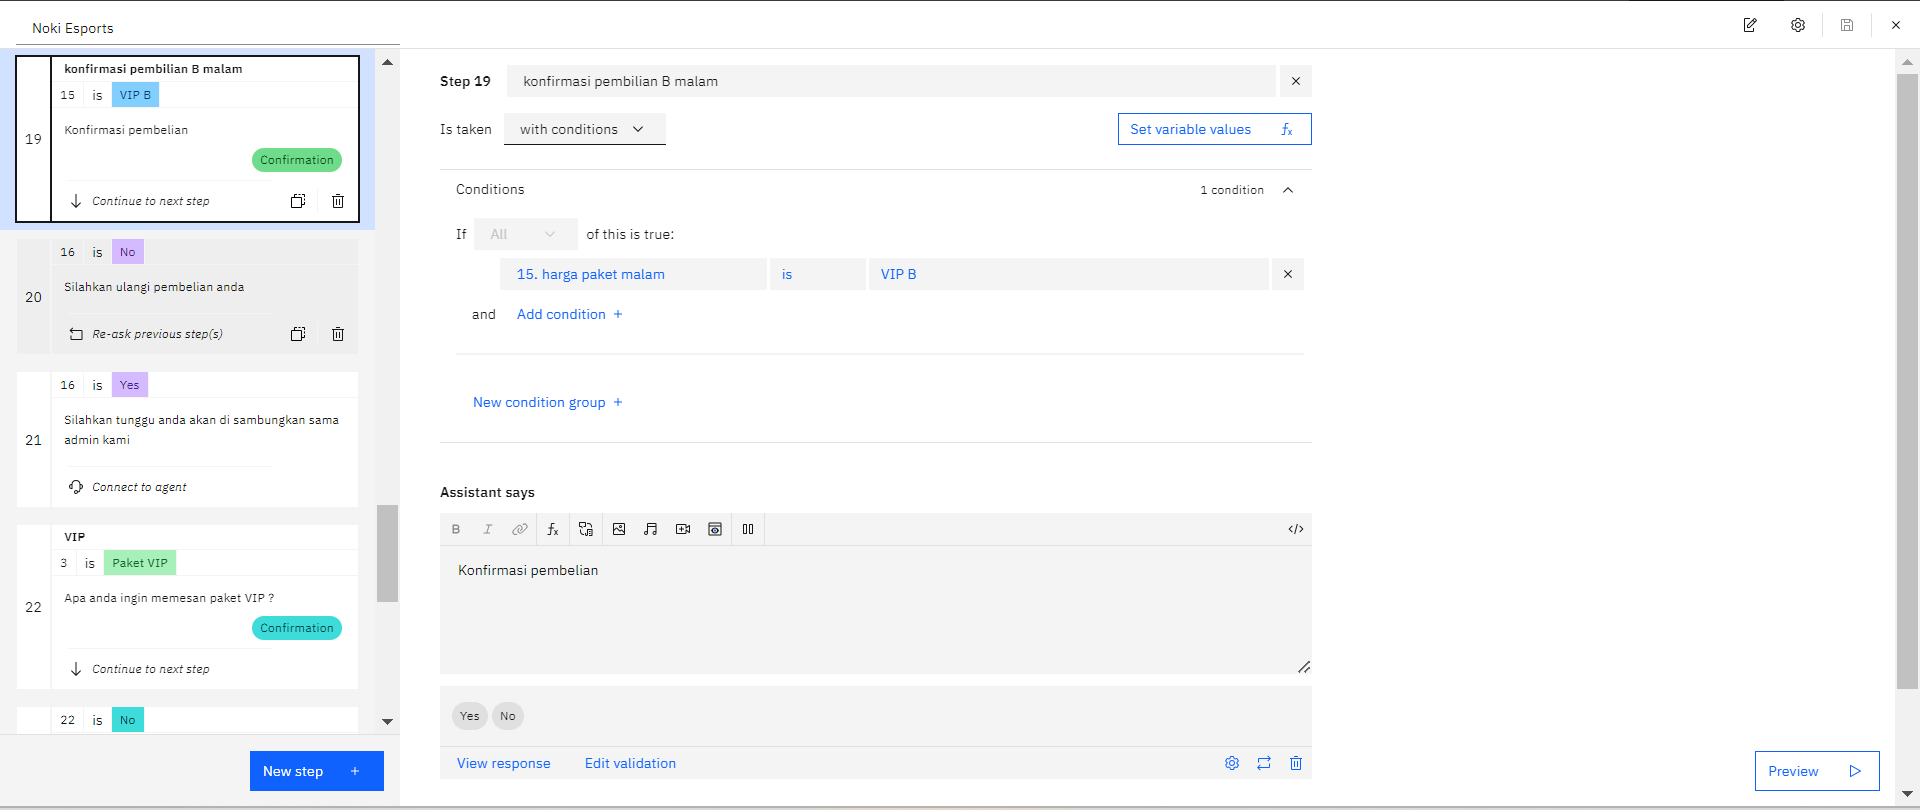 Noki Esports
konfirmasi pembilian B malam
15 is VIP B
19
Konfirmasi pembelian
Confirmation
Continue to next step
16 is No
20
Silahkan ulangi pembelian anda
Re-ask previous step(s)
16 is Yes
21
Silahkan tunggu anda akan di sambungkan sama
admin kami
Connect to agent
VIP
3 is Paket VIP
22
Apa anda ingin memesan paket VIP ?
Confirmation
Continue to next step
22 is No
New step +
Step 19 konfirmasi pembilian B malam
Is taken with conditions
Set variable values fx
Conditions 1 condition
If All of this is true:
15. harga paket malam is VIP B
and Add condition +
New condition group +
Assistant says
B I fx </>
Konfirmasi pembelian
Yes No
View response Edit validation
Preview